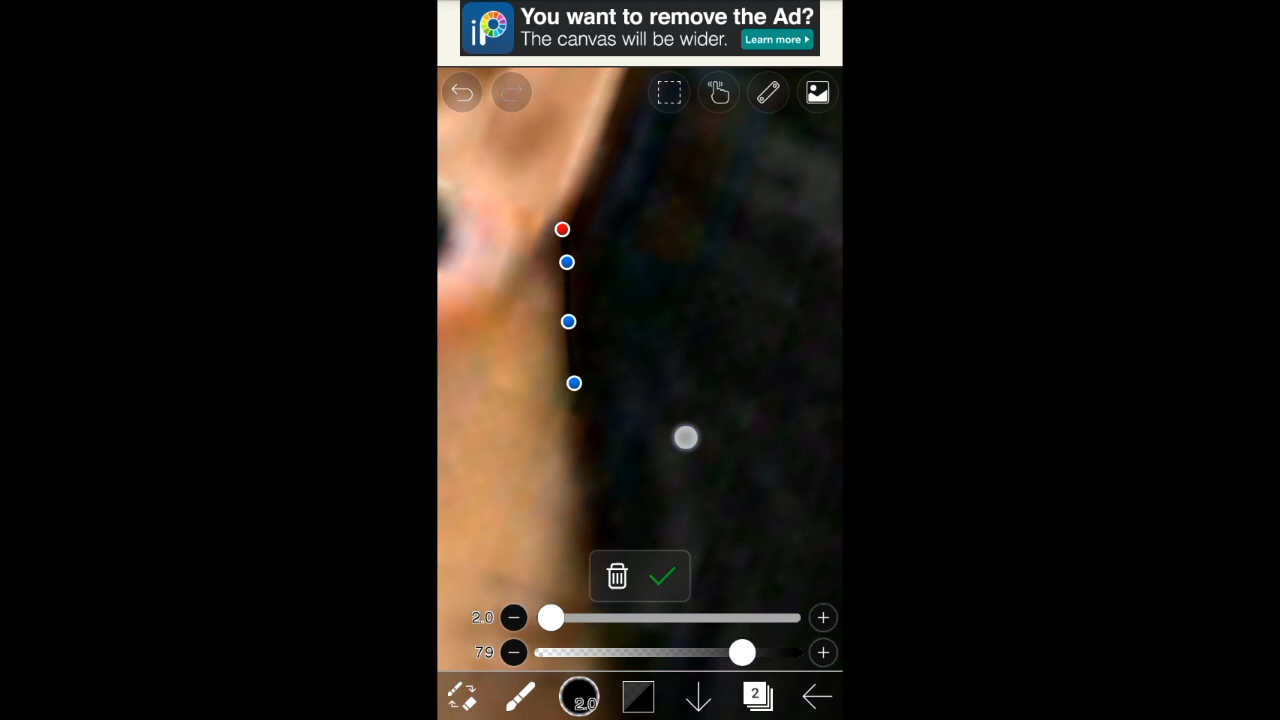 iP
You want to remove the Ad?
The canvas will be wider.
Learn more
2.0
79
2.0
2